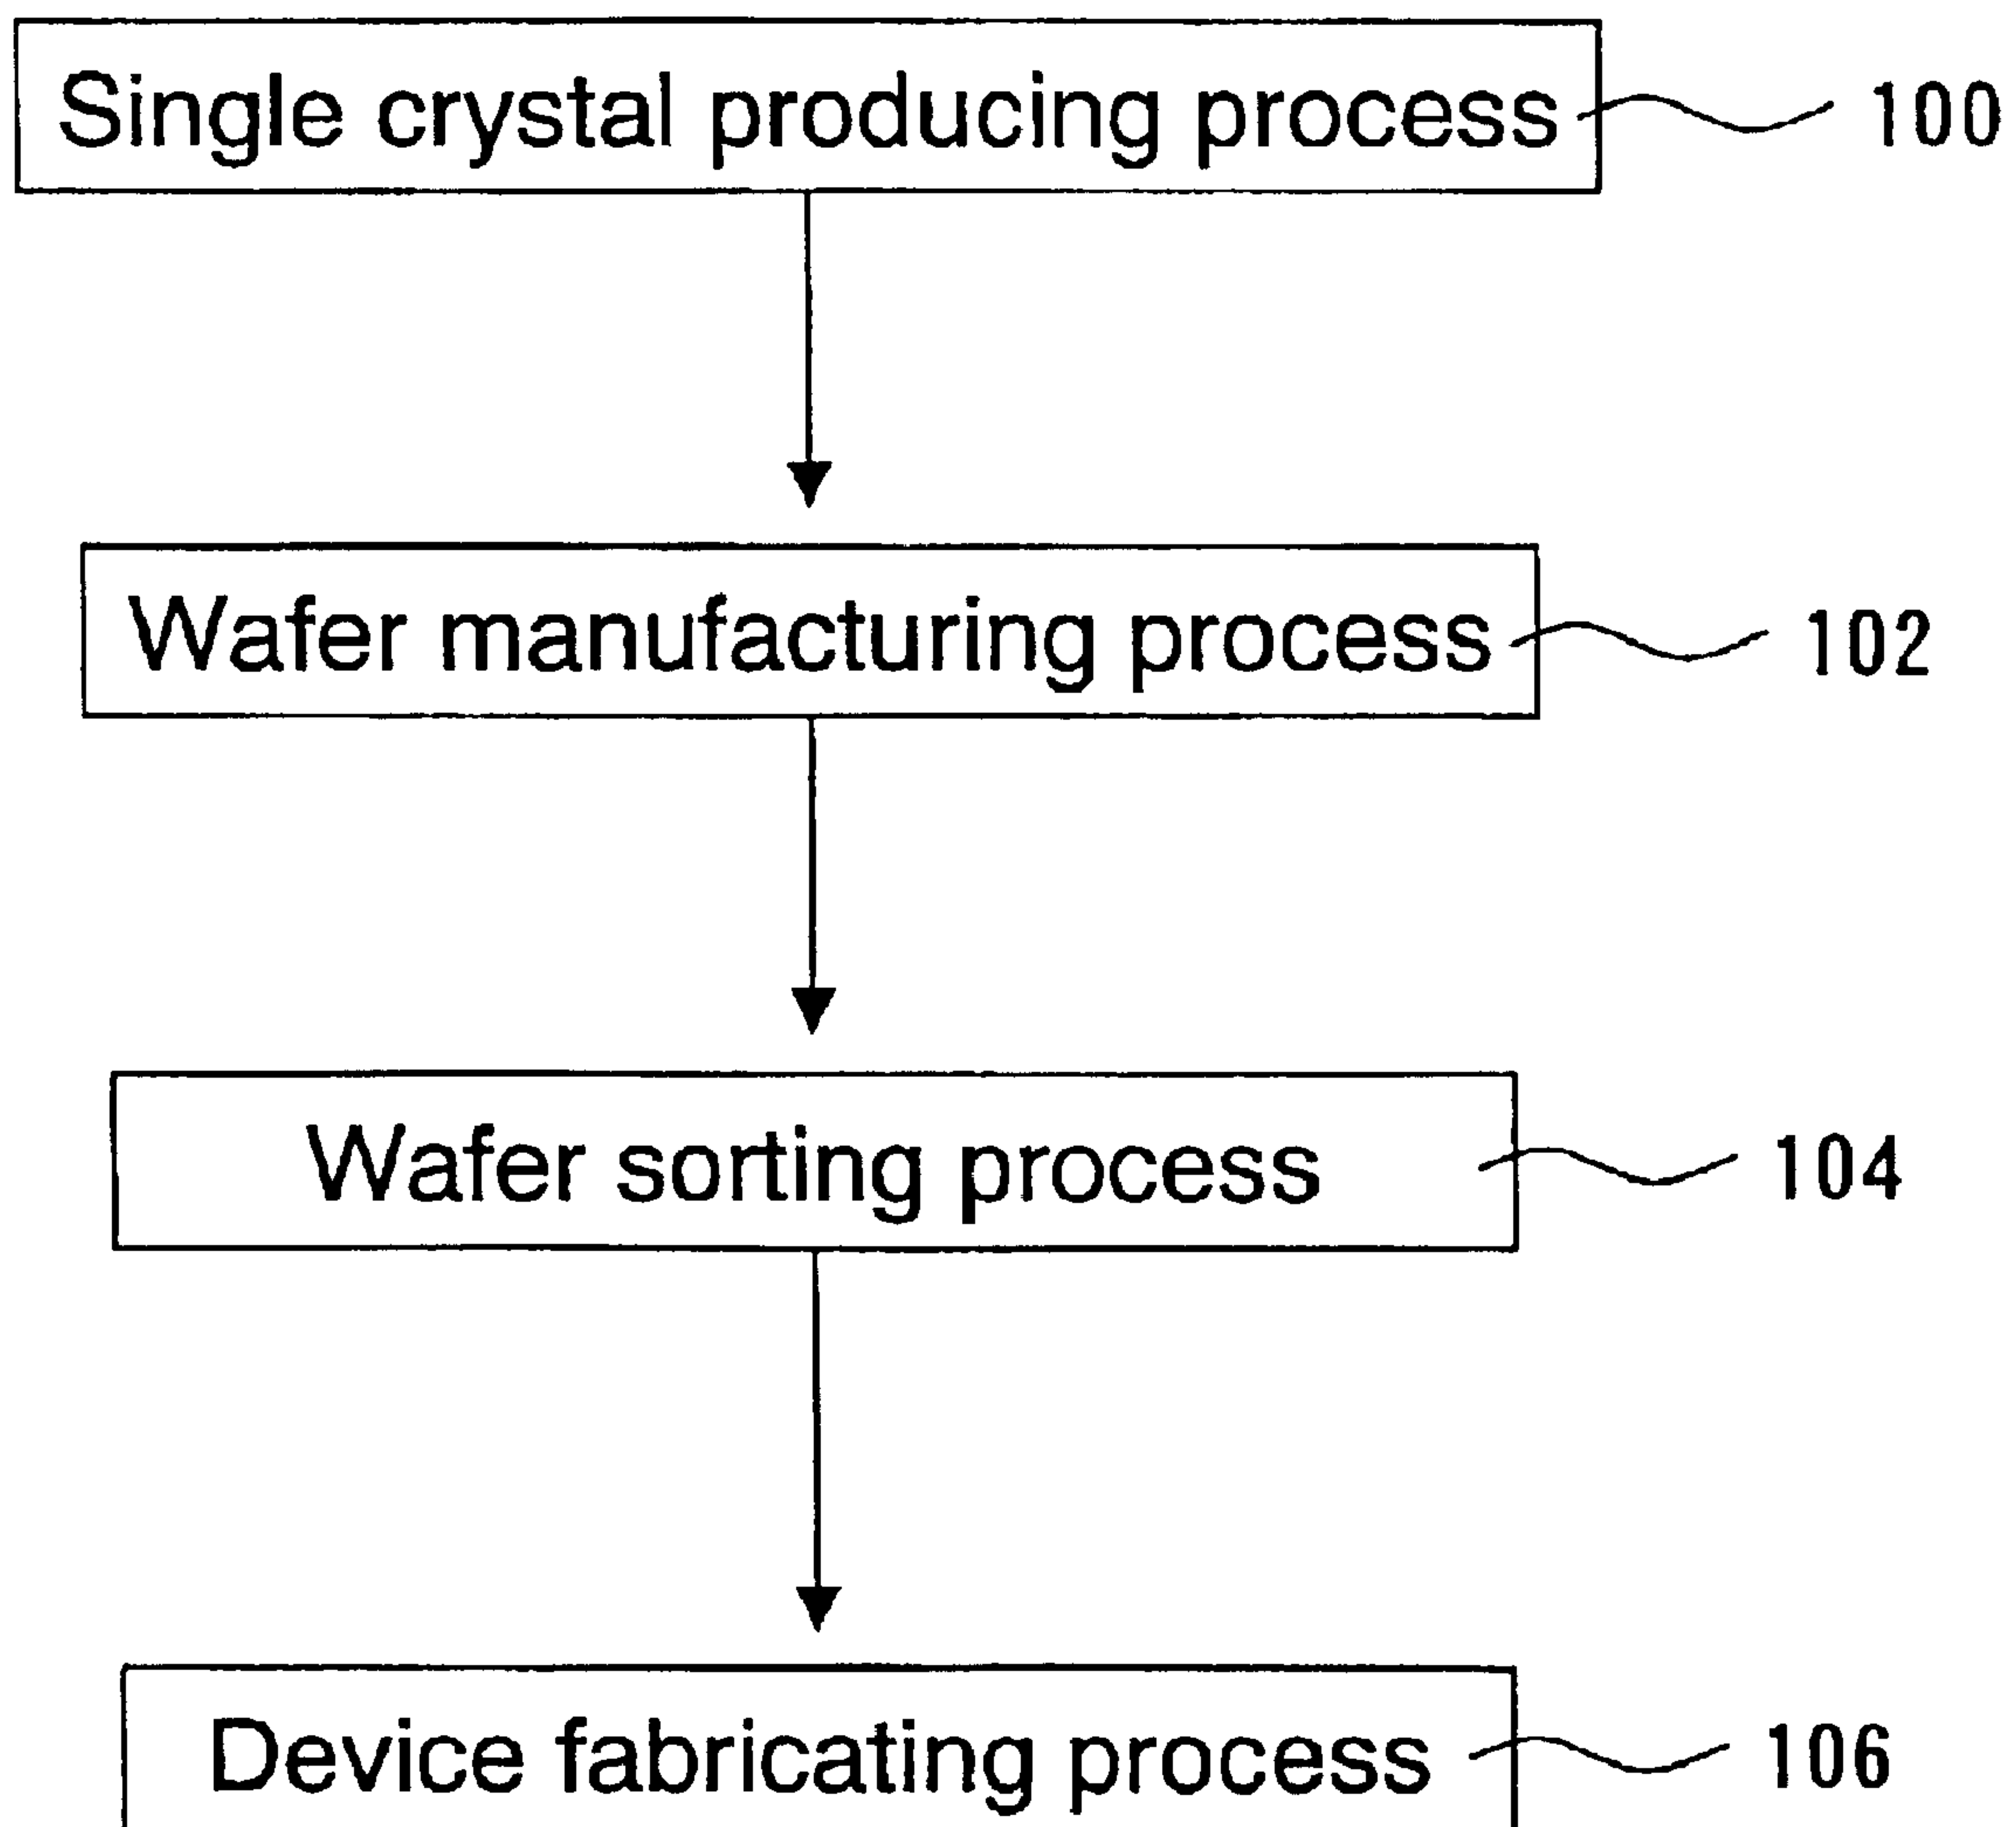 Single crystal producing process 100
Wafer manufacturing process 102
Wafer sorting process 104
Device fabricating process 106